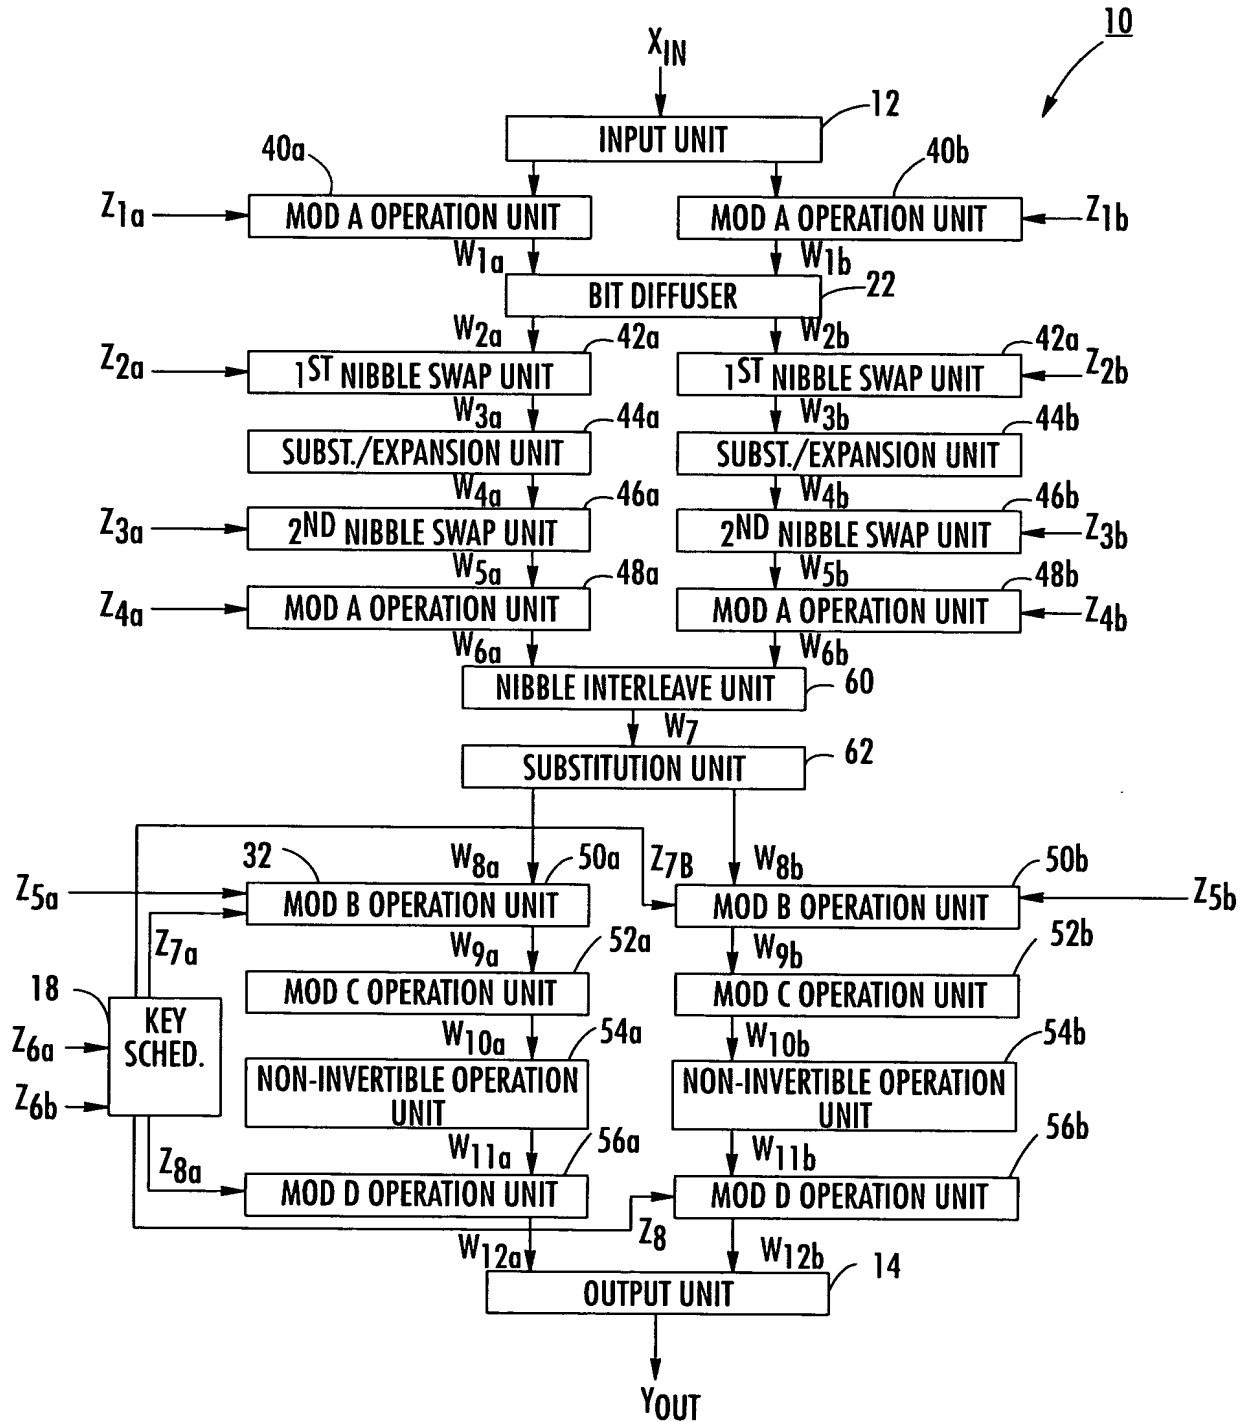 10
X_IN
12
INPUT UNIT
40a
40b
Z1a
MOD A OPERATION UNIT
MOD A OPERATION UNIT
Z1b
W1a
W1b
BIT DIFFUSER
22
W2a
W2b
42a
42a
Z2a
1ST NIBBLE SWAP UNIT
1ST NIBBLE SWAP UNIT
Z2b
W3a
W3b
44a
44b
SUBST./EXPANSION UNIT
SUBST./EXPANSION UNIT
W4a
W4b
46a
46b
Z3a
2ND NIBBLE SWAP UNIT
2ND NIBBLE SWAP UNIT
Z3b
W5a
W5b
48a
48b
Z4a
MOD A OPERATION UNIT
MOD A OPERATION UNIT
Z4b
W6a
W6b
NIBBLE INTERLEAVE UNIT
60
W7
SUBSTITUTION UNIT
62
32
W8a
50a
Z7B
W8b
50b
Z5a
MOD B OPERATION UNIT
MOD B OPERATION UNIT
Z5b
Z7a
W9a
52a
W9b
52b
18
MOD C OPERATION UNIT
MOD C OPERATION UNIT
KEY
SCHED.
Z6a
Z6b
W10a
54a
W10b
54b
NON-INVERTIBLE OPERATION
UNIT
NON-INVERTIBLE OPERATION
UNIT
W11a
56a
W11b
56b
Z8a
MOD D OPERATION UNIT
MOD D OPERATION UNIT
Z8
W12a
W12b
14
OUTPUT UNIT
Y_OUT